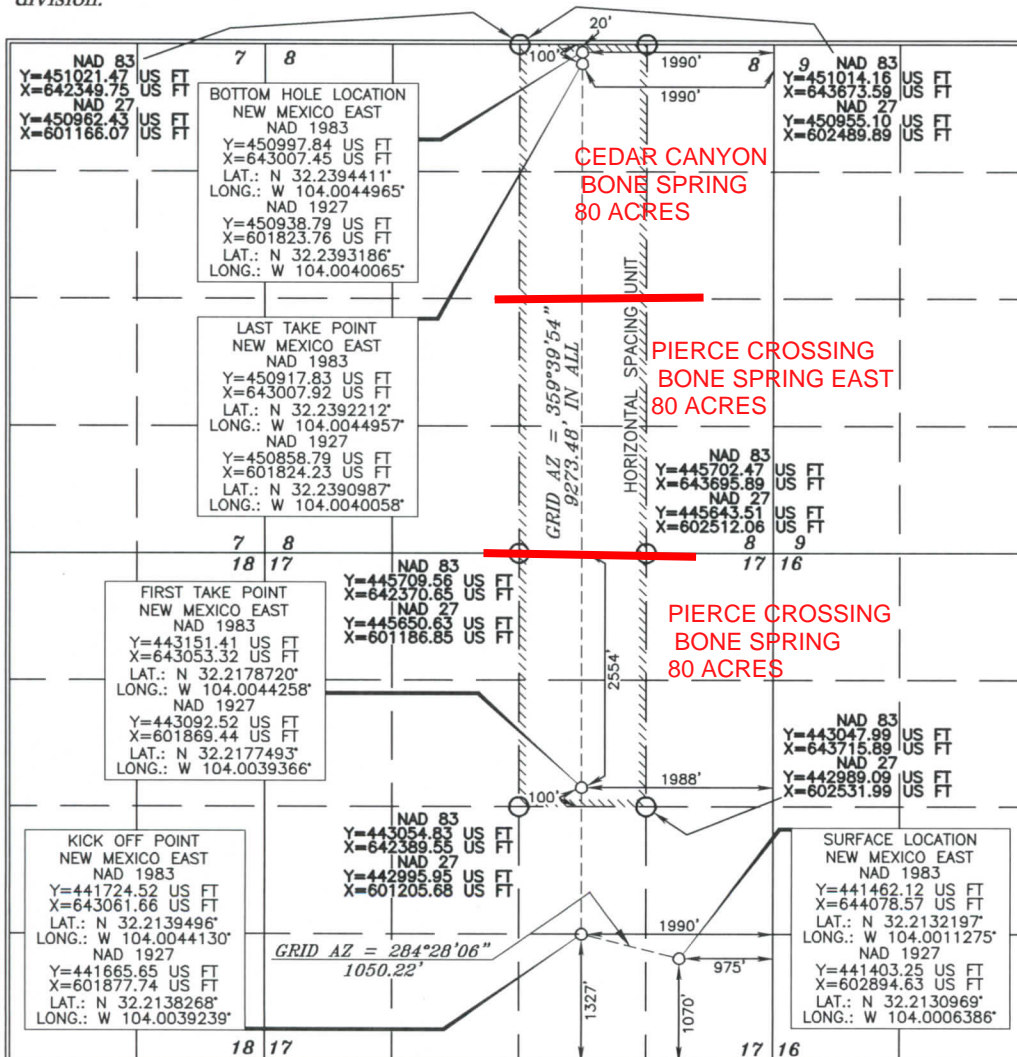 division.
20'
100'
7 8
1990'
8 9
1990'
NAD 83
Y=451021.47 US FT
X=642349.75 US FT
NAD 27
Y=450962.43 US FT
X=601166.07 US FT
NAD 83
Y=451014.16 US FT
X=643673.59 US FT
NAD 27
Y=450955.10 US FT
X=602489.89 US FT
BOTTOM HOLE LOCATION
NEW MEXICO EAST
NAD 1983
Y=450997.84 US FT
X=643007.45 US FT
LAT.: N 32.2394411°
LONG.: W 104.0044965°
NAD 1927
Y=450938.79 US FT
X=601823.76 US FT
LAT.: N 32.2393186°
LONG.: W 104.0040065°
CEDAR CANYON
BONE SPRING
80 ACRES
LAST TAKE POINT
NEW MEXICO EAST
NAD 1983
Y=450917.83 US FT
X=643007.92 US FT
LAT.: N 32.2392212°
LONG.: W 104.0044957°
NAD 1927
Y=450858.79 US FT
X=601824.23 US FT
LAT.: N 32.2390987°
LONG.: W 104.0040058°
GRID AZ = 359°39'54"
9273.48' IN ALL
HORIZONTAL SPACING UNIT
PIERCE CROSSING
BONE SPRING EAST
80 ACRES
NAD 83
Y=445702.47 US FT
X=643695.89 US FT
NAD 27
Y=445643.51 US FT
X=602512.06 US FT
7 8
18 17
8 9
17 16
NAD 83
Y=445709.56 US FT
X=642370.65 US FT
NAD 27
Y=445650.63 US FT
X=601186.85 US FT
FIRST TAKE POINT
NEW MEXICO EAST
NAD 1983
Y=443151.41 US FT
X=643053.32 US FT
LAT.: N 32.2178720°
LONG.: W 104.0044258°
NAD 1927
Y=443092.52 US FT
X=601869.44 US FT
LAT.: N 32.2177493°
LONG.: W 104.0039366°
2554'
PIERCE CROSSING
BONE SPRING
80 ACRES
NAD 83
Y=443047.99 US FT
X=643715.89 US FT
NAD 27
Y=442989.09 US FT
X=602531.99 US FT
1988'
100'
NAD 83
Y=443054.83 US FT
X=642389.55 US FT
NAD 27
Y=442995.95 US FT
X=601205.68 US FT
KICK OFF POINT
NEW MEXICO EAST
NAD 1983
Y=441724.52 US FT
X=643061.66 US FT
LAT.: N 32.2139496°
LONG.: W 104.0044130°
NAD 1927
Y=441665.65 US FT
X=601877.74 US FT
LAT.: N 32.2138268°
LONG.: W 104.0039239°
GRID AZ = 284°28'06"
1050.22'
1990'
975'
1327'
1070'
SURFACE LOCATION
NEW MEXICO EAST
NAD 1983
Y=441462.12 US FT
X=644078.57 US FT
LAT.: N 32.2132197°
LONG.: W 104.0011275°
NAD 1927
Y=441403.25 US FT
X=602894.63 US FT
LAT.: N 32.2130969°
LONG.: W 104.0006386°
18 17
17 16